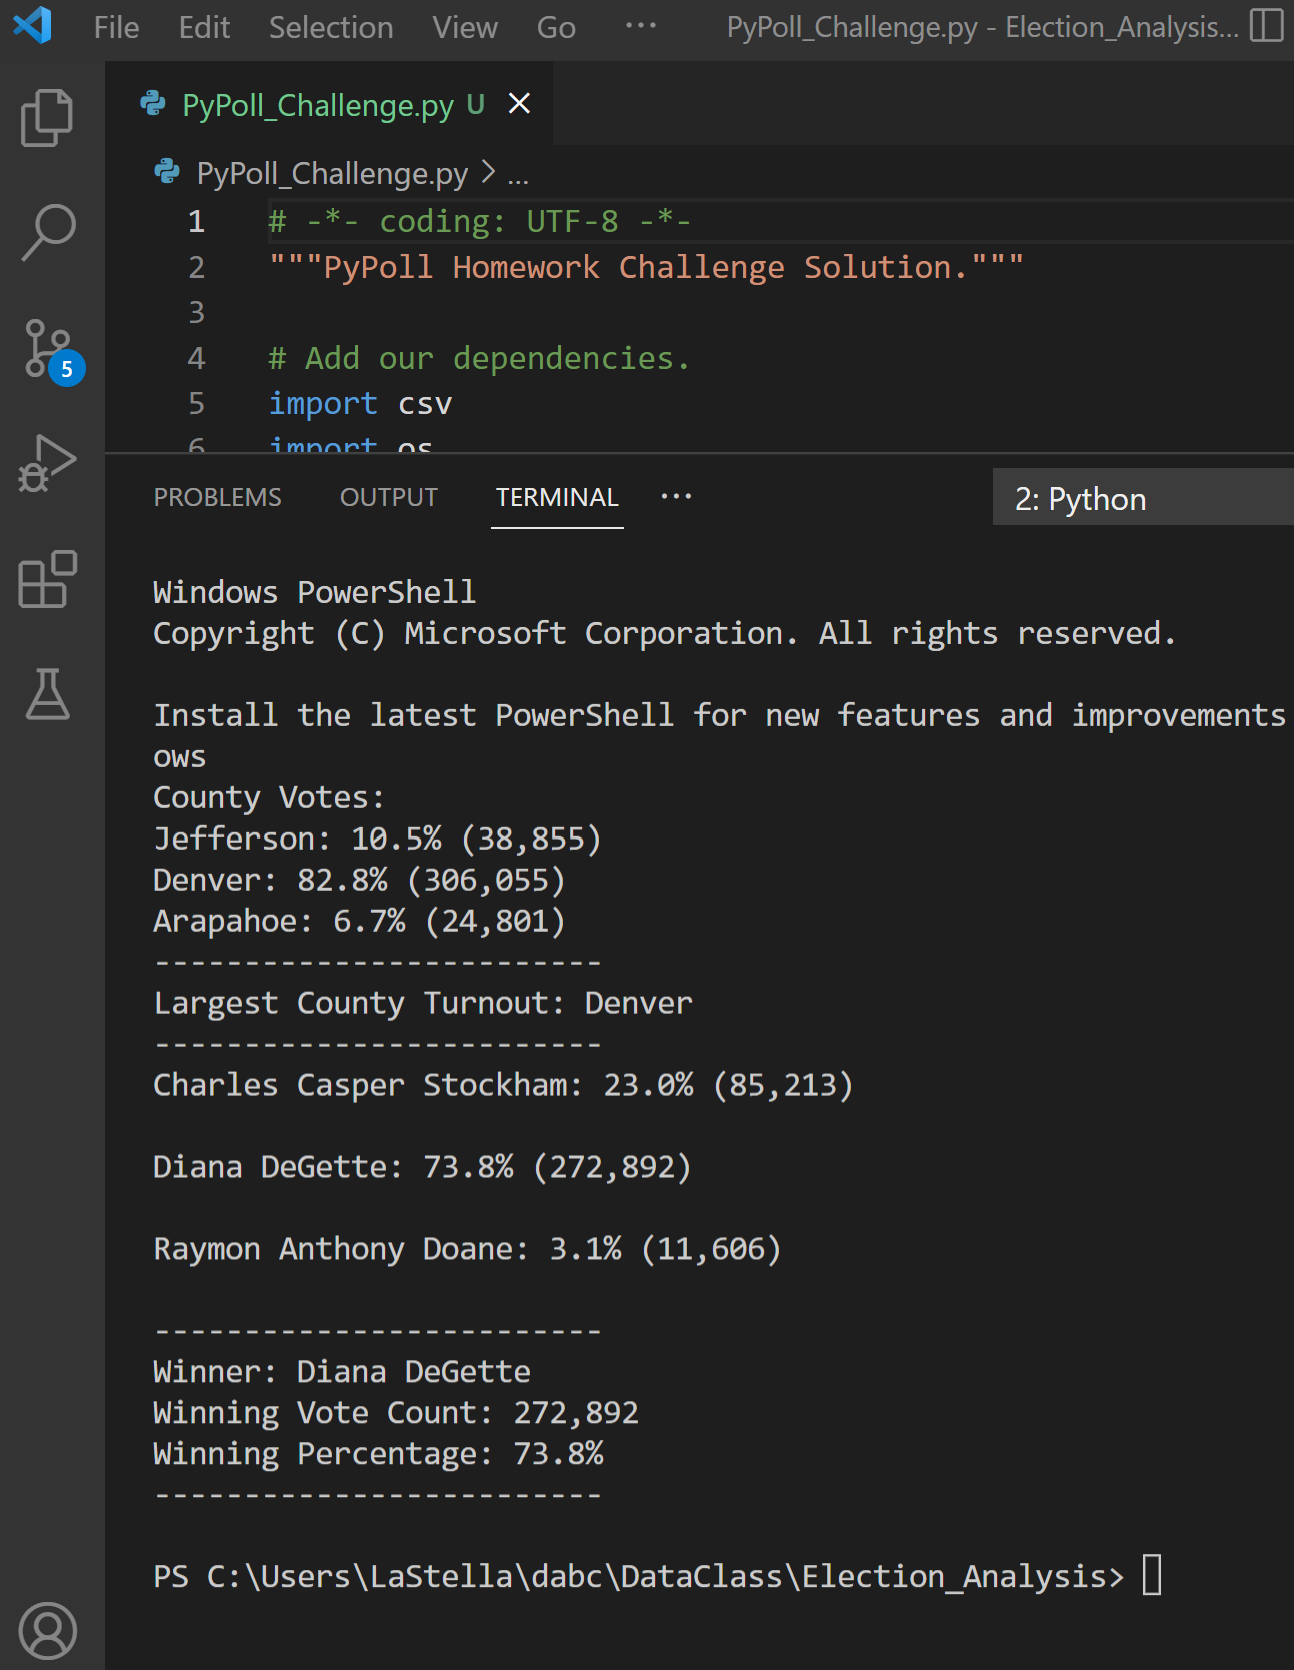 File Edit Selection View Go ··· PyPoll_Challenge.py - Election_Analysis...
PyPoll_Challenge.py U
PyPoll_Challenge.py > ...
1 # -*- coding: UTF-8 -*-
2 """PyPoll Homework Challenge Solution."""
3
4 # Add our dependencies.
5 import csv
6 import os
5
PROBLEMS OUTPUT TERMINAL ··· 2: Python
Windows PowerShell
Copyright (C) Microsoft Corporation. All rights reserved.
Install the latest PowerShell for new features and improvements
ows
County Votes:
Jefferson: 10.5% (38,855)
Denver: 82.8% (306,055)
Arapahoe: 6.7% (24,801)
-------------------------
Largest County Turnout: Denver
-------------------------
Charles Casper Stockham: 23.0% (85,213)
Diana DeGette: 73.8% (272,892)
Raymon Anthony Doane: 3.1% (11,606)
-------------------------
Winner: Diana DeGette
Winning Vote Count: 272,892
Winning Percentage: 73.8%
-------------------------
PS C:\Users\LaStella\dabc\DataClass\Election_Analysis>